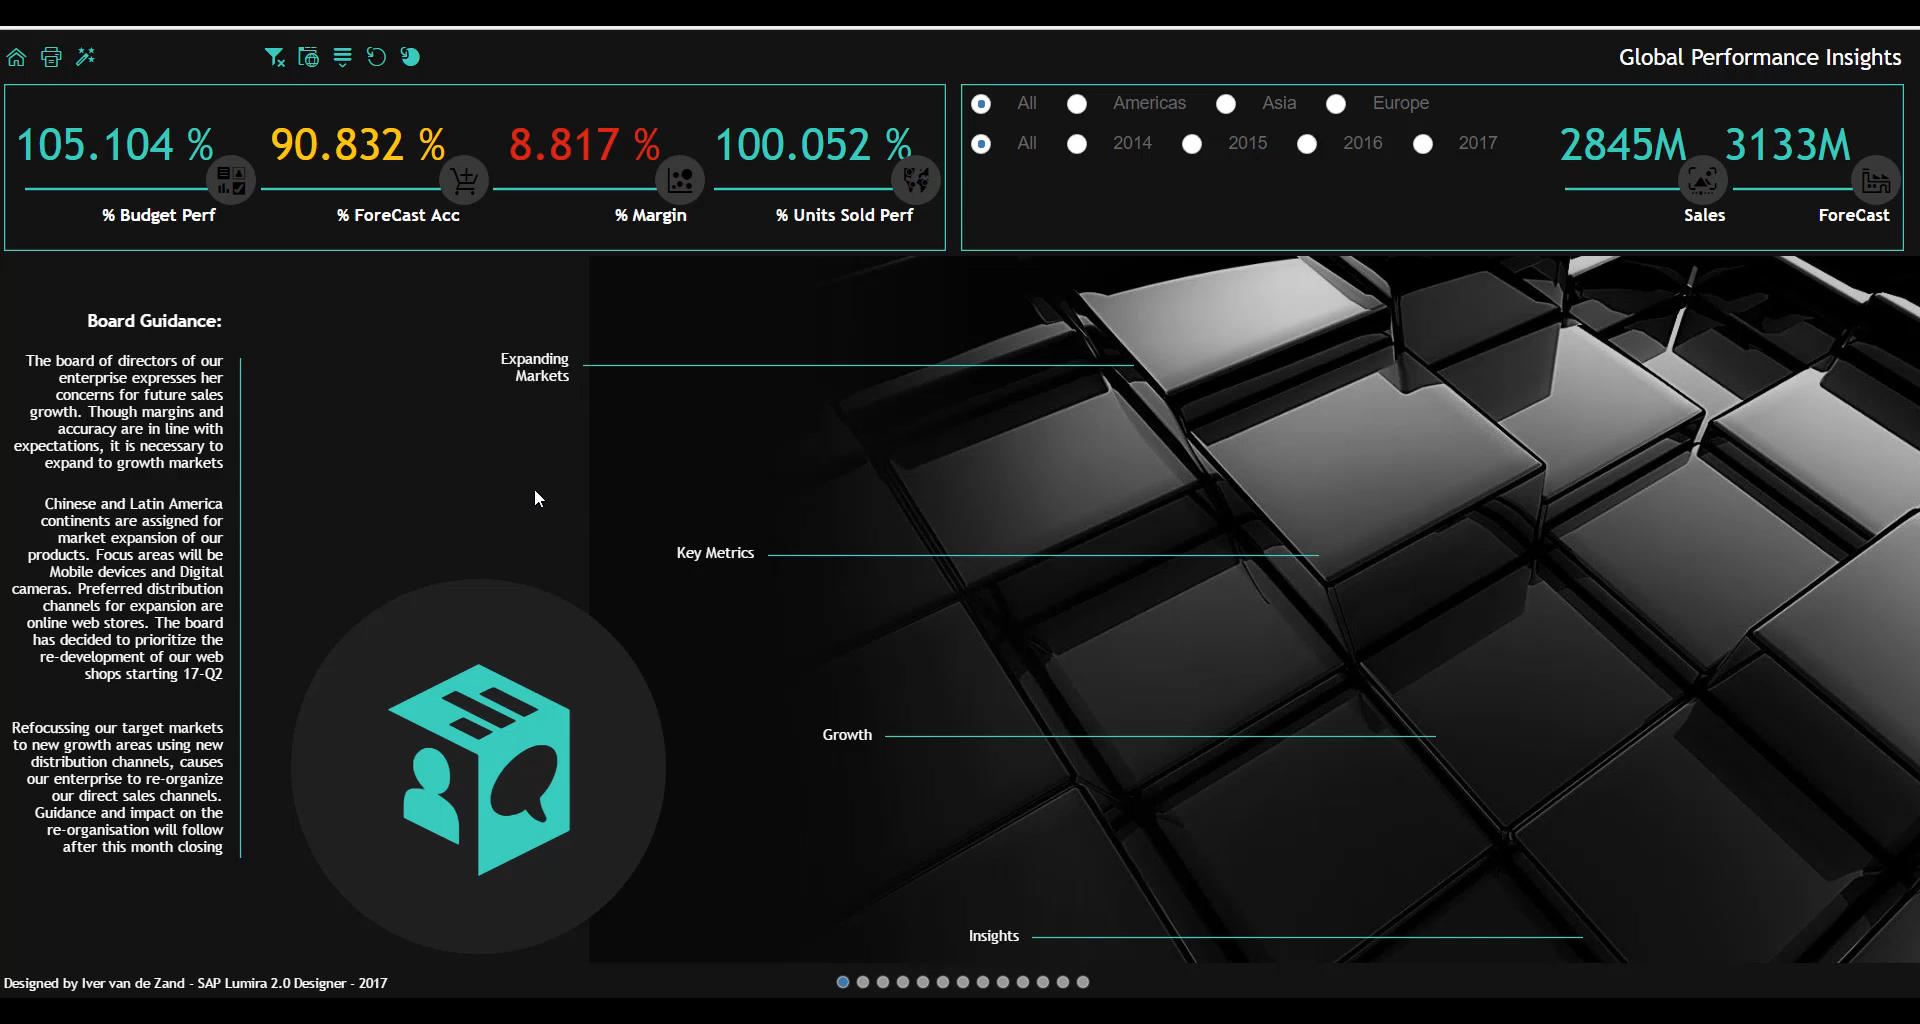 Global Performance Insights
105.104 %
90.832 %
8.817 %
100.052 %
% Budget Perf
% ForeCast Acc
% Margin
% Units Sold Perf
All
Americas
Asia
Europe
All
2014
2015
2016
2017
2845M
3133M
Sales
ForeCast
Board Guidance:
The board of directors of our
enterprise expresses her
concerns for future sales
growth. Though margins and
accuracy are in line with
expectations, it is necessary to
expand to growth markets
Chinese and Latin America
continents are assigned for
market expansion of our
products. Focus areas will be
Mobile devices and Digital
cameras. Preferred distribution
channels for expansion are
online web stores. The board
has decided to prioritize the
re-development of our web
shops starting 17-Q2
Refocussing our target markets
to new growth areas using new
distribution channels, causes
our enterprise to re-organize
our direct sales channels.
Guidance and impact on the
re-organisation will follow
after this month closing
Expanding
Markets
Key Metrics
Growth
Insights
Designed by Iver van de Zand - SAP Lumira 2.0 Designer - 2017